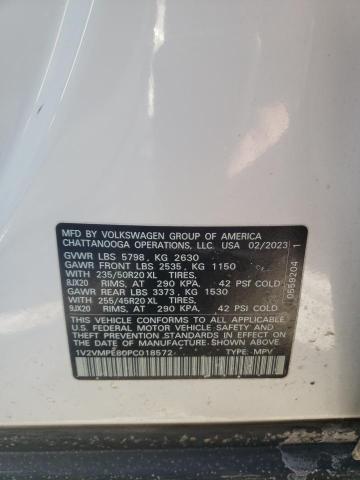 MFD BY VOLKSWAGEN GROUP OF AMERICA
CHATTANOOGA OPERATIONS, LLC. USA 02/2023
GVWR LBS 5798, KG 2630
GAWR FRONT LBS 2535, KG 1150
WITH 235/50R20 XL TIRES,
8JX20 RIMS, AT 290 KPA, 42 PSI COLD
GAWR REAR LBS 3373, KG 1530
WITH 255/45R20 XL TIRES,
9JX20 RIMS, AT 290 KPA, 42 PSI COLD
THIS VEHICLE CONFORMS TO ALL APPLICABLE
FEDERAL MOTOR VEHICLE SAFETY, BUMPER AND
THEFT PREVENTION STANDARDS IN EFFECT ON THE
DATE OF MANUFACTURE SHOWN ABOVE.
1V2VMPE80PC018572 TYPE: MPV
0559204 1